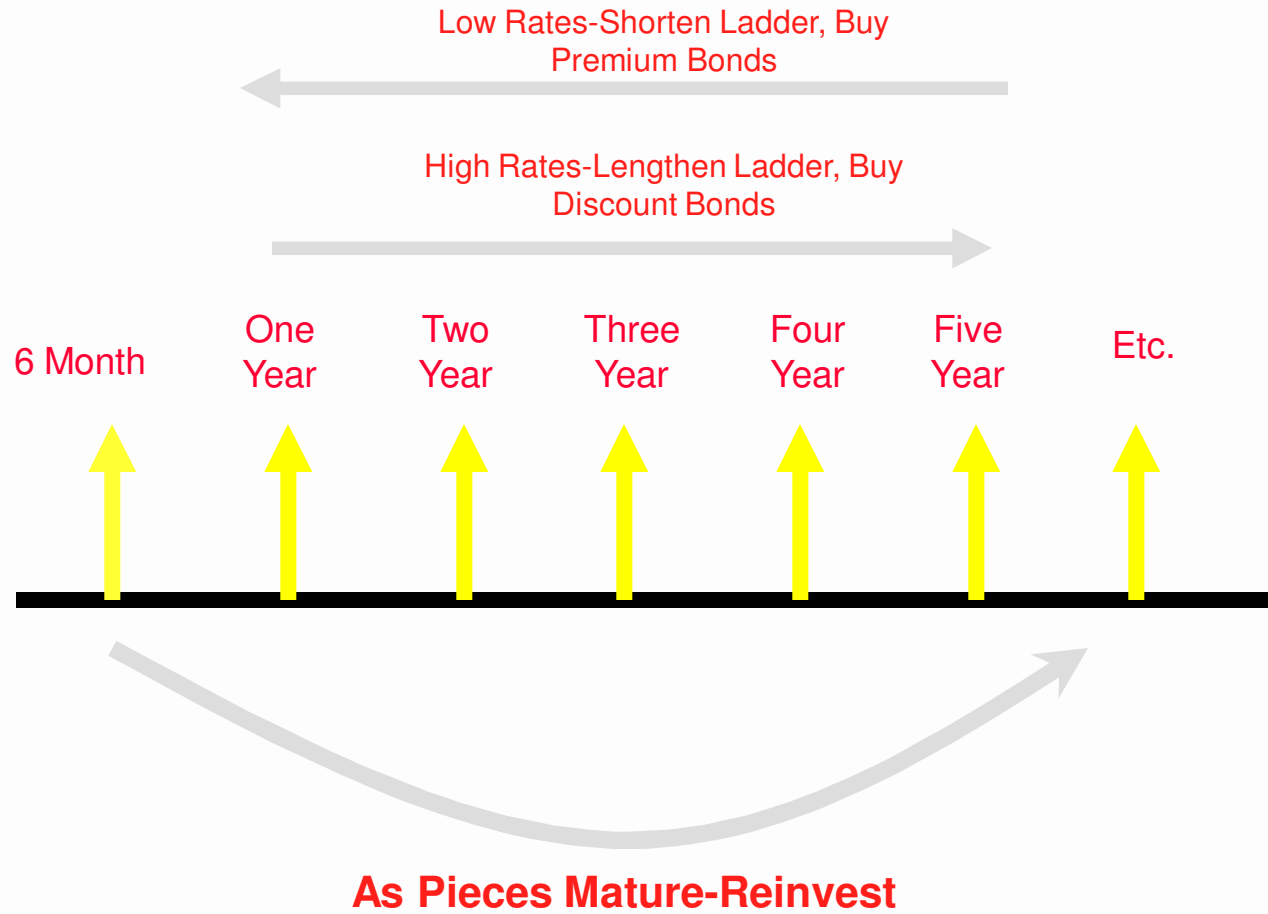 Low Rates-Shorten Ladder, Buy
Premium Bonds
High Rates-Lengthen Ladder, Buy
Discount Bonds
6 Month
One
Year
Two
Year
Three
Year
Four
Year
Five
Year
Etc.
As Pieces Mature-Reinvest